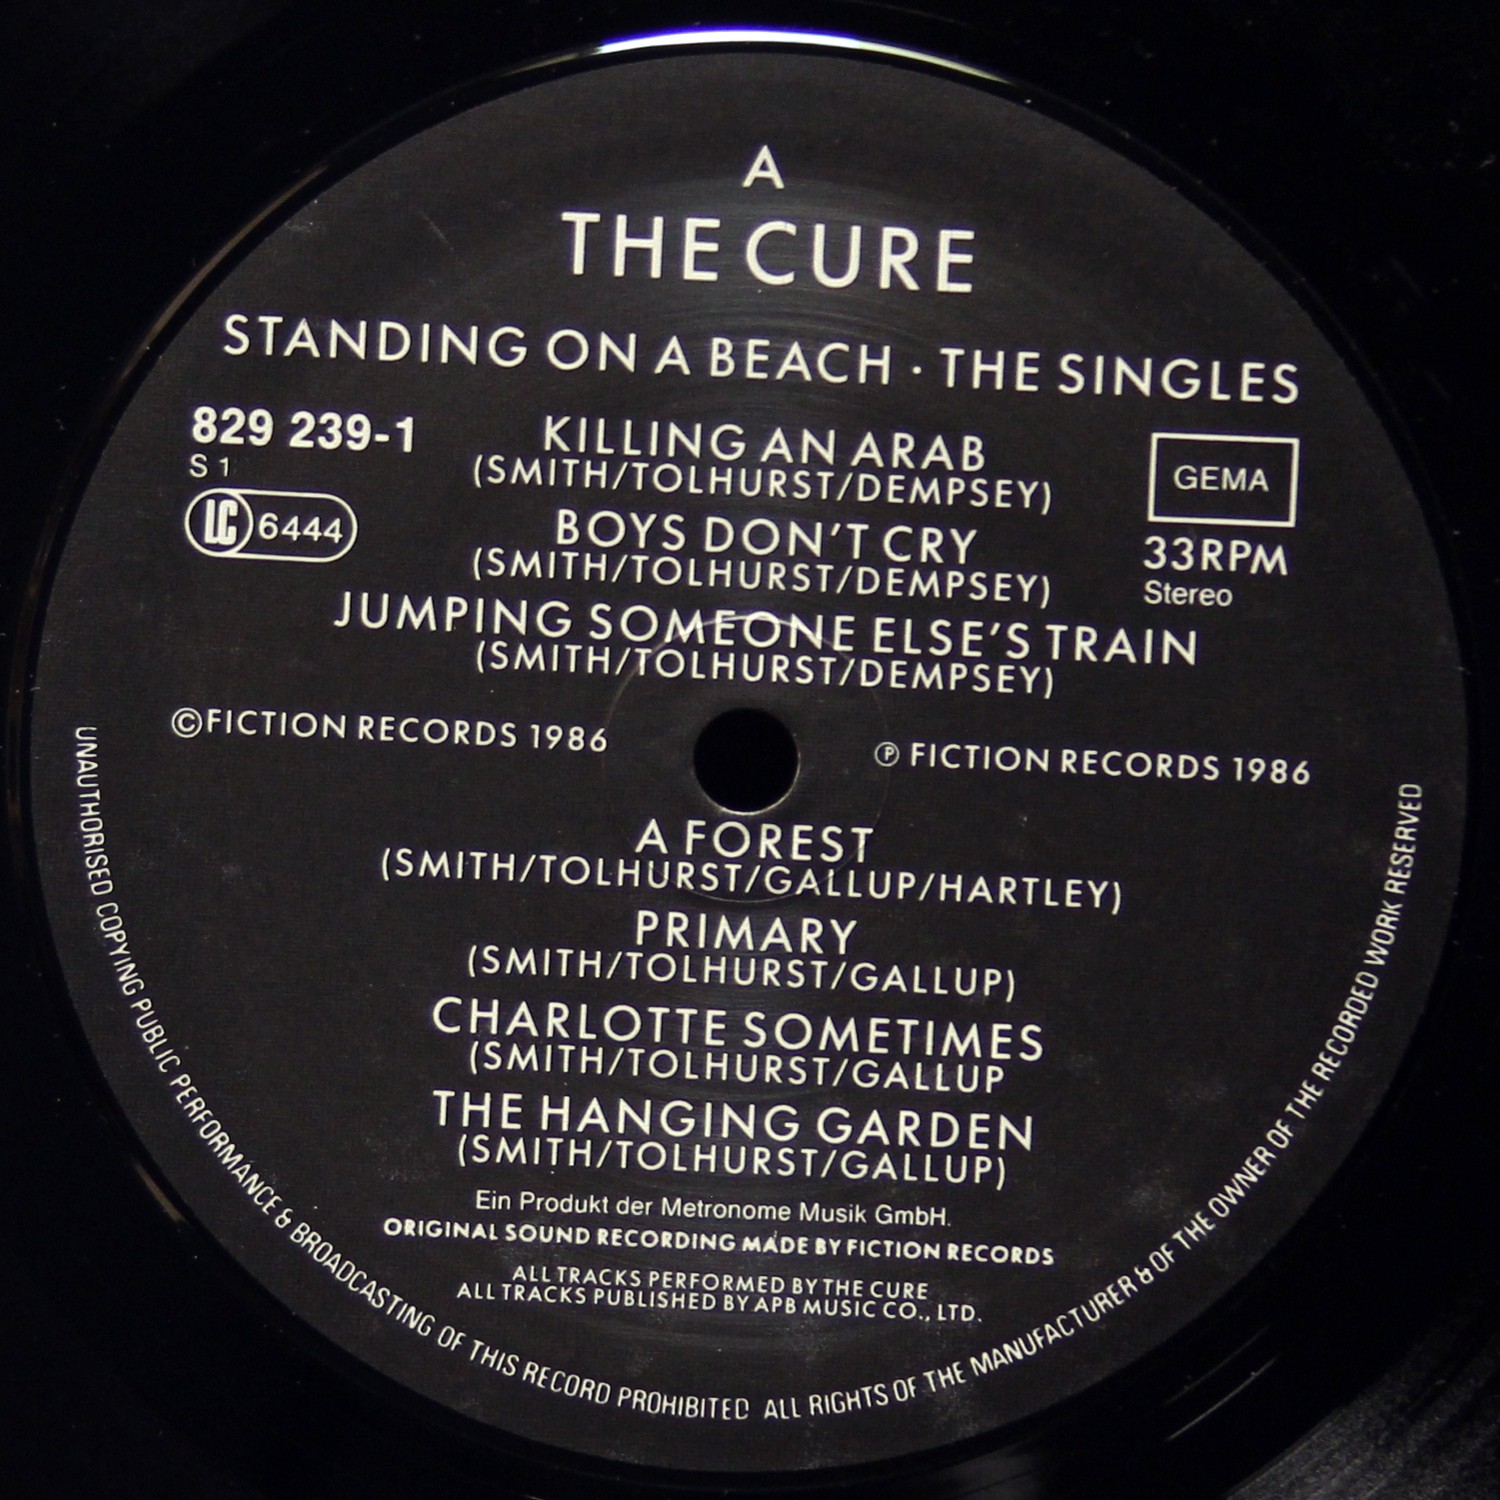 A
THE CURE
STANDING ON A BEACH · THE SINGLES
829 239-1
S 1
LC 6444
KILLING AN ARAB
(SMITH/TOLHURST/DEMPSEY)
BOYS DON'T CRY
(SMITH/TOLHURST/DEMPSEY)
JUMPING SOMEONE ELSE'S TRAIN
(SMITH/TOLHURST/DEMPSEY)
GEMA
33RPM
Stereo
©FICTION RECORDS 1986
℗ FICTION RECORDS 1986
A FOREST
(SMITH/TOLHURST/GALLUP/HARTLEY)
PRIMARY
(SMITH/TOLHURST/GALLUP)
CHARLOTTE SOMETIMES
(SMITH/TOLHURST/GALLUP
THE HANGING GARDEN
(SMITH/TOLHURST/GALLUP)
Ein Produkt der Metronome Musik GmbH.
ORIGINAL SOUND RECORDING MADE BY FICTION RECORDS
ALL TRACKS PERFORMED BY THE CURE
ALL TRACKS PUBLISHED BY APB MUSIC CO., LTD.
UNAUTHORISED COPYING PUBLIC PERFORMANCE & BROADCASTING OF THIS RECORD PROHIBITED ALL RIGHTS OF THE MANUFACTURER & OF THE OWNER OF THE RECORDED WORK RESERVED